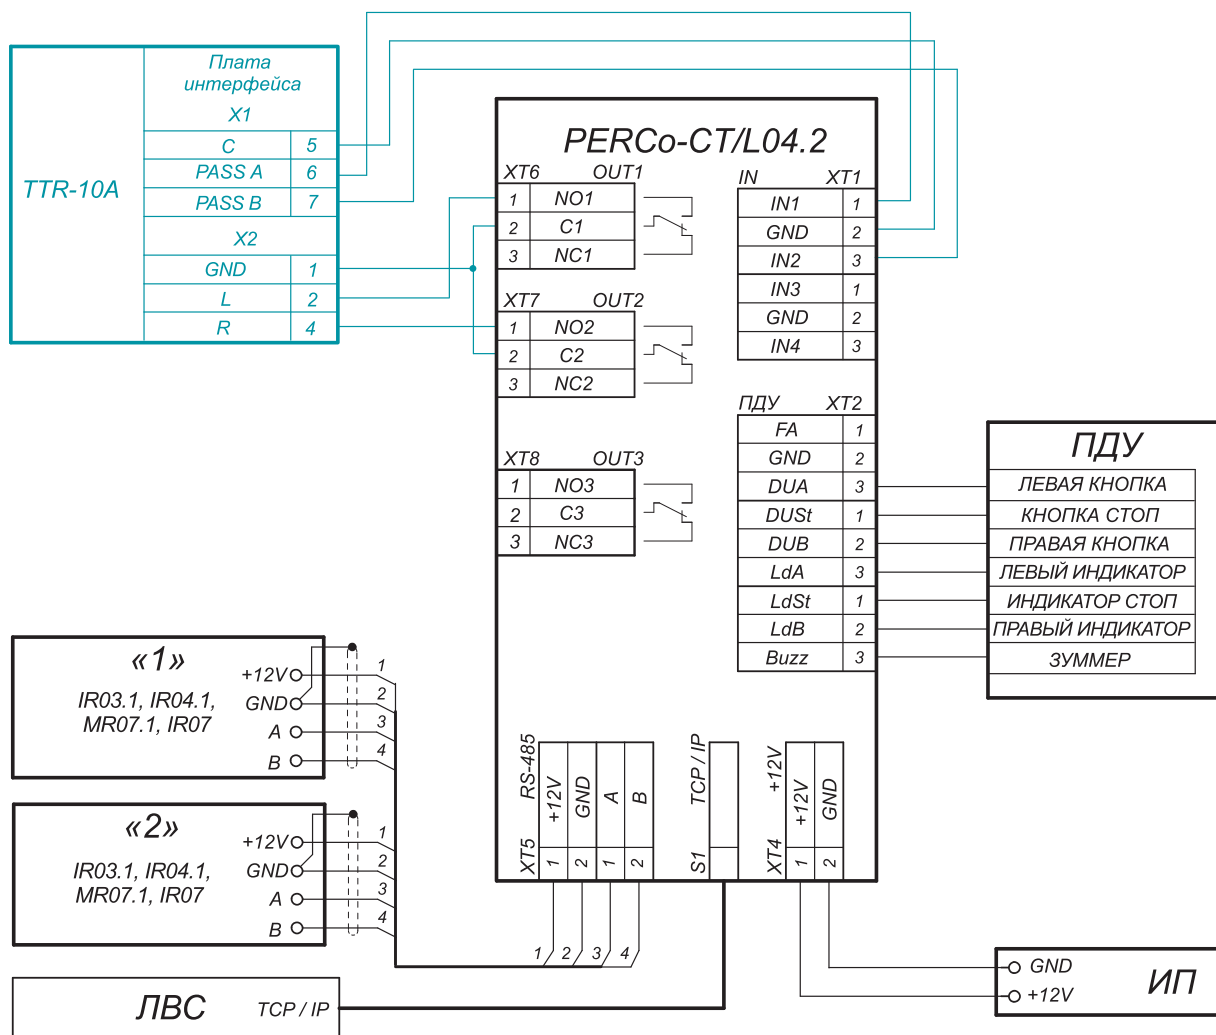 TTR-10A
Плата
интерфейса
X1
C 5
PASS A 6
PASS B 7
X2
GND 1
L 2
R 4
PERCo-CT/L04.2
XT6 OUT1
1 NO1
2 C1
3 NC1
XT7 OUT2
1 NO2
2 C2
3 NC2
XT8 OUT3
1 NO3
2 C3
3 NC3
IN XT1
IN1 1
GND 2
IN2 3
IN3 1
GND 2
IN4 3
ПДУ XT2
FA 1
GND 2
DUA 3
DUSt 1
DUB 2
LdA 3
LdSt 1
LdB 2
Buzz 3
ПДУ
ЛЕВАЯ КНОПКА
КНОПКА СТОП
ПРАВАЯ КНОПКА
ЛЕВЫЙ ИНДИКАТОР
ИНДИКАТОР СТОП
ПРАВЫЙ ИНДИКАТОР
ЗУММЕР
«1»
IR03.1, IR04.1,
MR07.1, IR07
+12V 1
GND 2
A 3
B 4
«2»
IR03.1, IR04.1,
MR07.1, IR07
+12V 1
GND 2
A 3
B 4
XT5 RS-485
1 +12V
2 GND
1 A
2 B
1 2 3 4
S1 TCP / IP
XT4 +12V
1 +12V
2 GND
ЛВС TCP / IP
GND
+12V
ИП